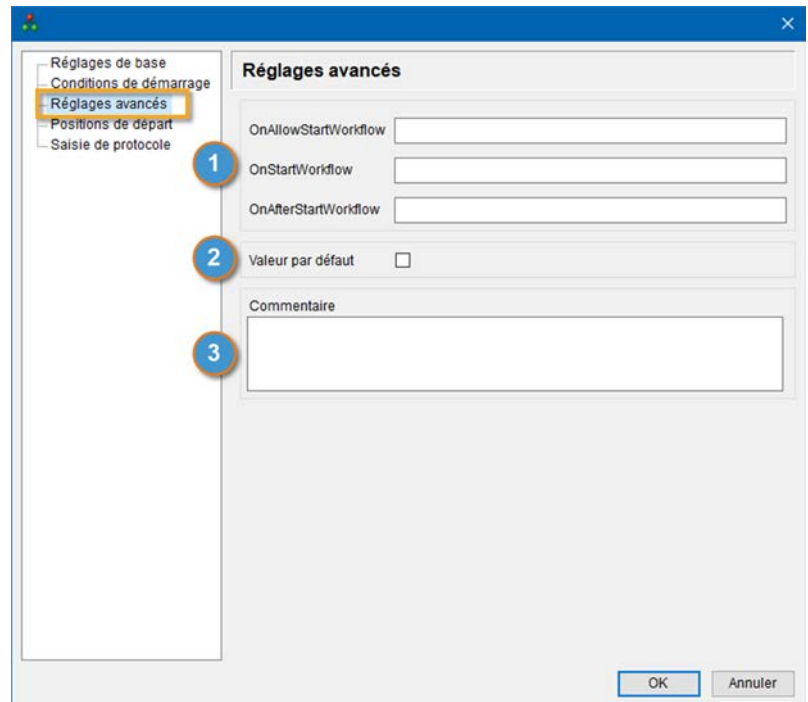 Réglages de base
Conditions de démarrage
Réglages avancés
Positions de départ
Saisie de protocole
Réglages avancés
OnAllowStartWorkflow
1
OnStartWorkflow
OnAfterStartWorkflow
2
Valeur par défaut
Commentaire
3
OK
Annuler